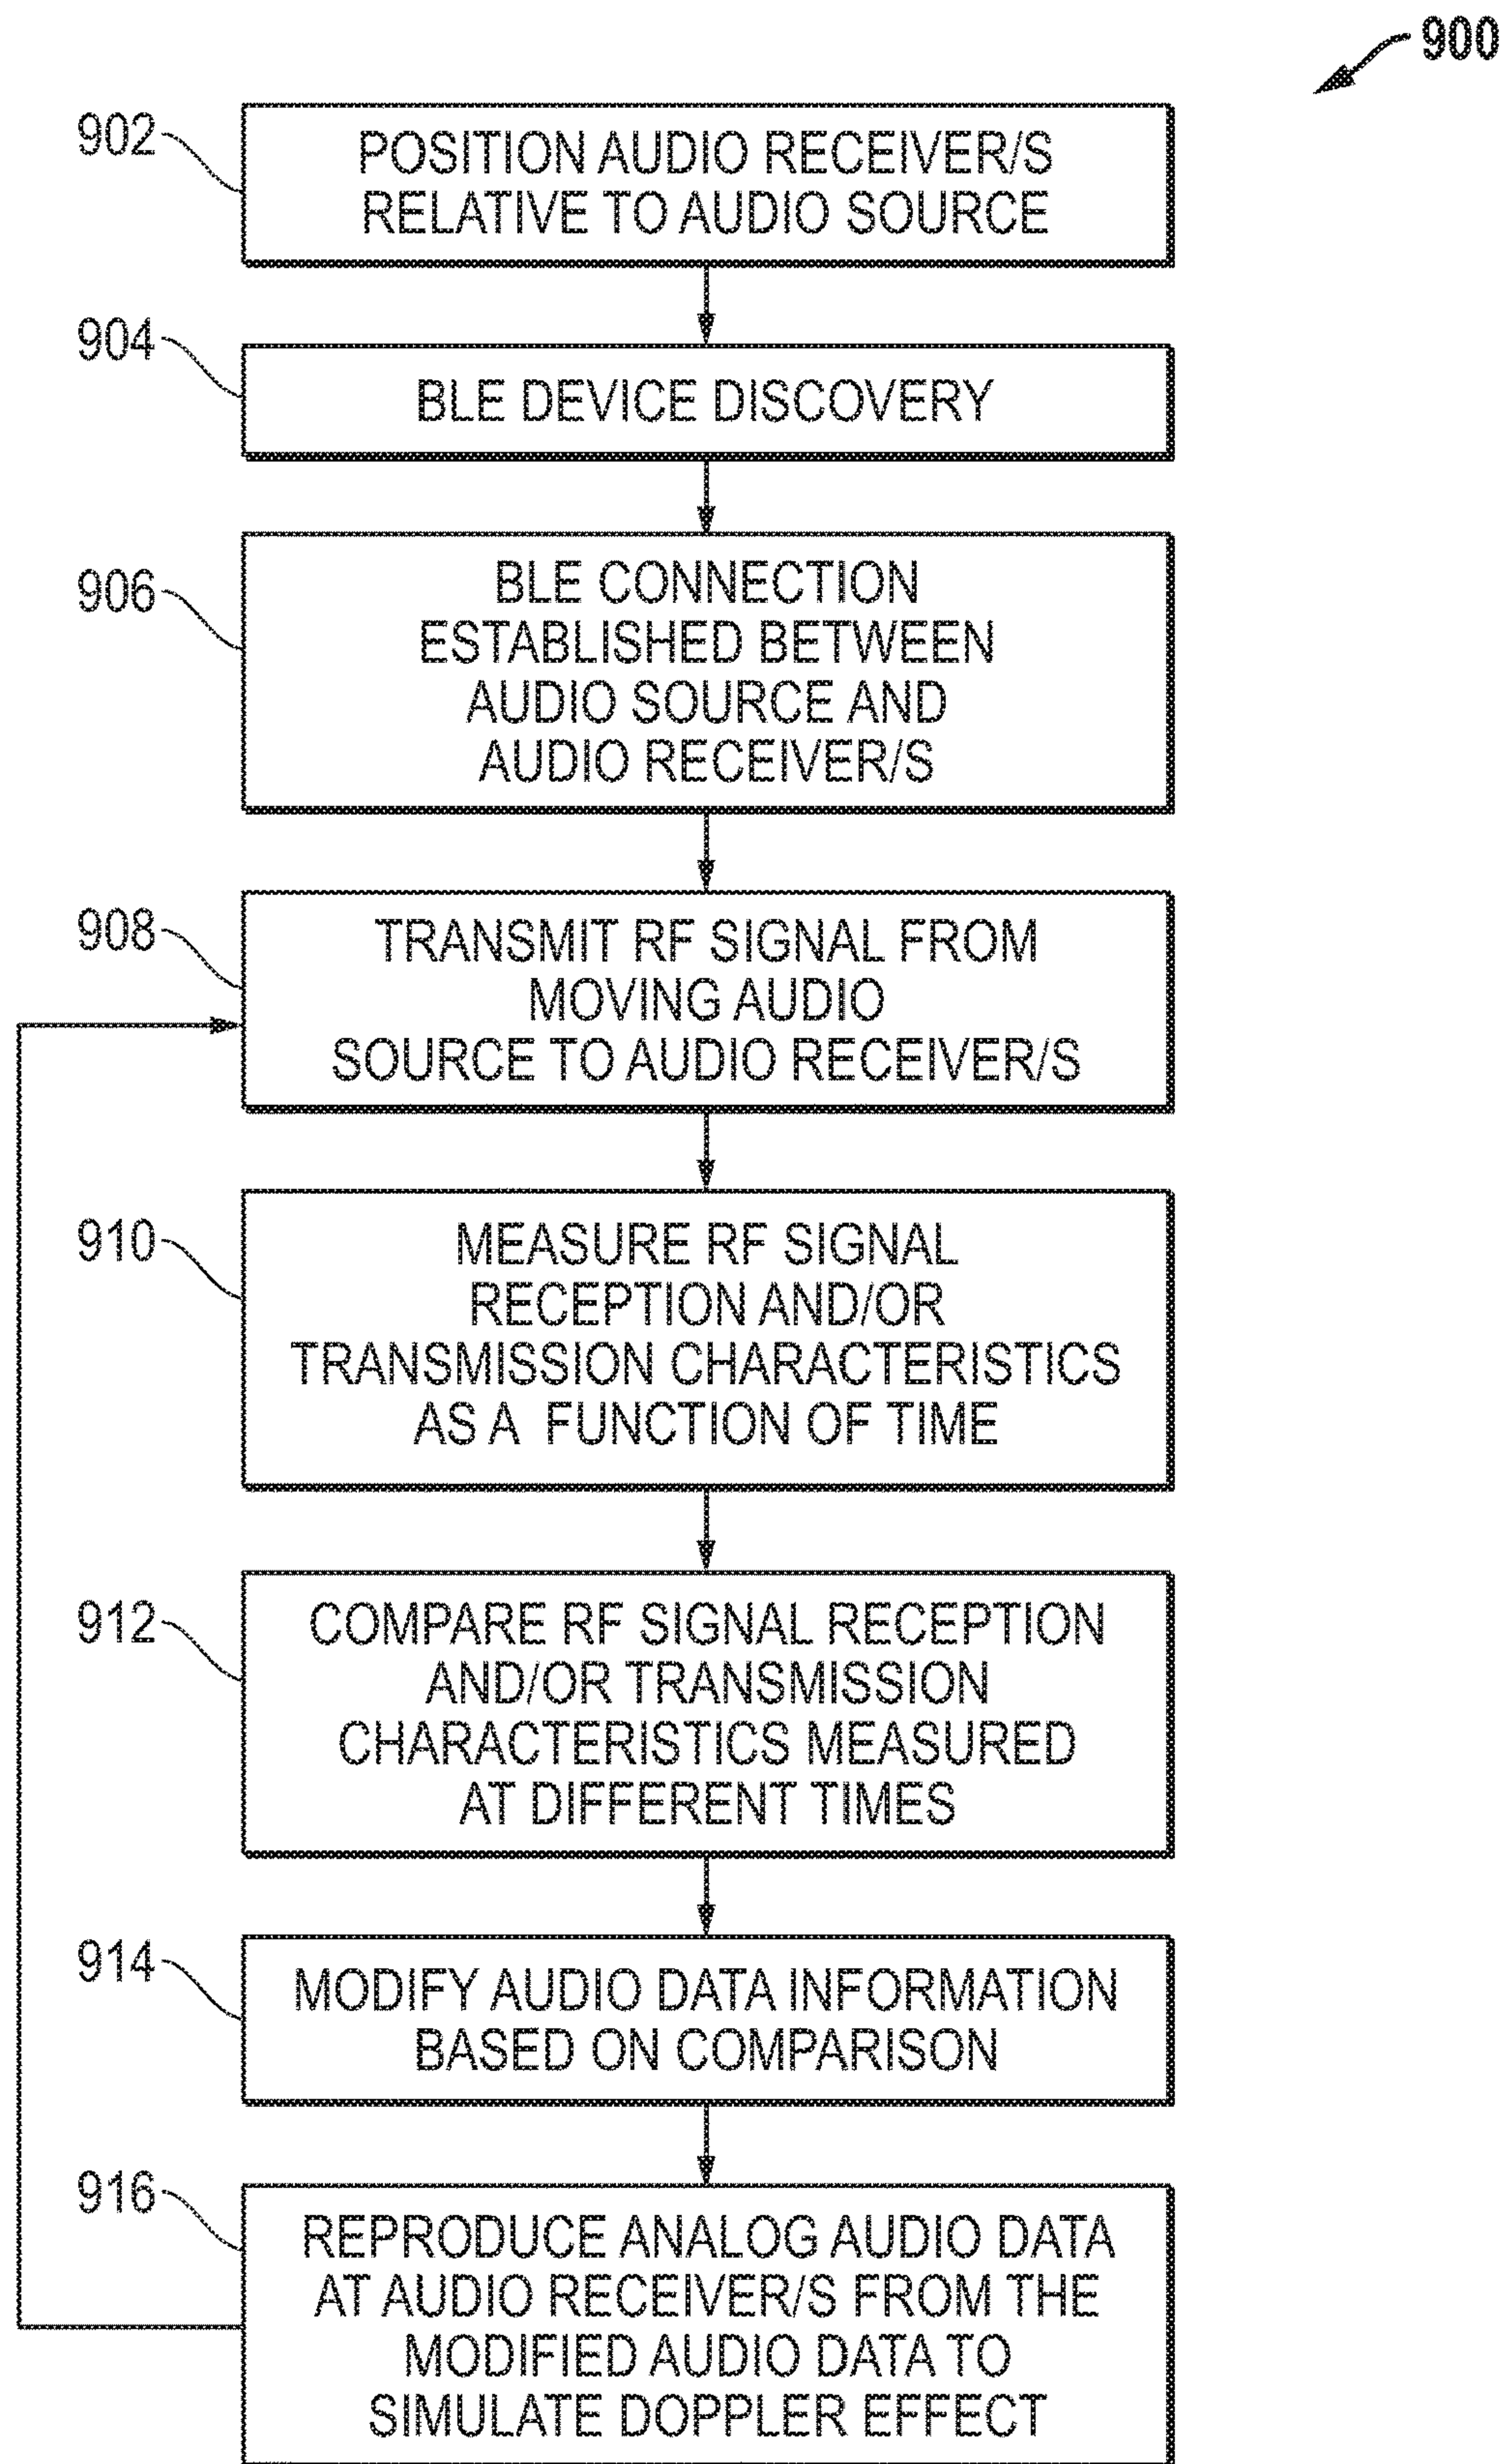 900
902
POSITION AUDIO RECEIVER/S
RELATIVE TO AUDIO SOURCE
904
BLE DEVICE DISCOVERY
906
BLE CONNECTION
ESTABLISHED BETWEEN
AUDIO SOURCE AND
AUDIO RECEIVER/S
908
TRANSMIT RF SIGNAL FROM
MOVING AUDIO
SOURCE TO AUDIO RECEIVER/S
910
MEASURE RF SIGNAL
RECEPTION AND/OR
TRANSMISSION CHARACTERISTICS
AS A FUNCTION OF TIME
912
COMPARE RF SIGNAL RECEPTION
AND/OR TRANSMISSION
CHARACTERISTICS MEASURED
AT DIFFERENT TIMES
914
MODIFY AUDIO DATA INFORMATION
BASED ON COMPARISON
916
REPRODUCE ANALOG AUDIO DATA
AT AUDIO RECEIVER/S FROM THE
MODIFIED AUDIO DATA TO
SIMULATE DOPPLER EFFECT